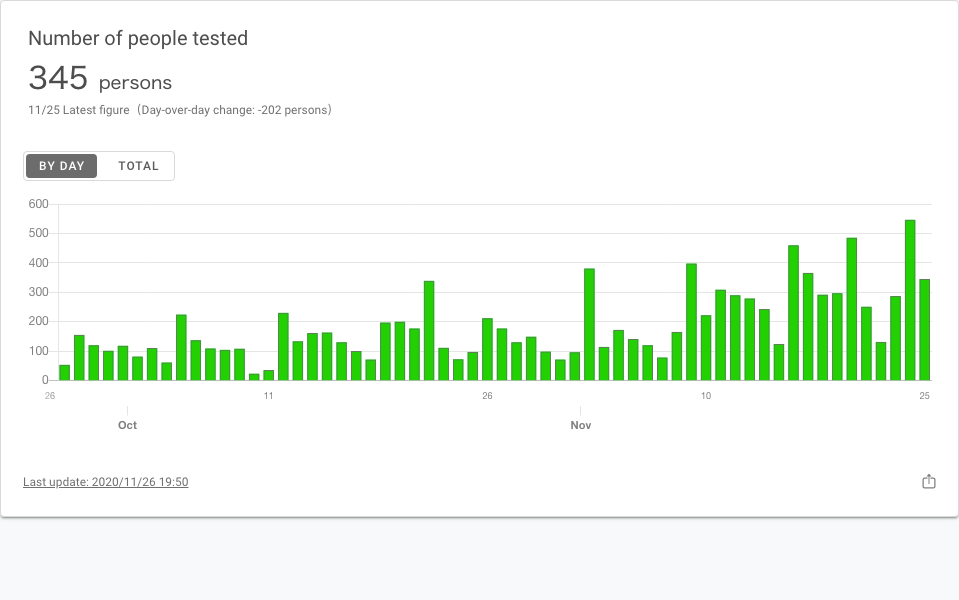 Number of people tested
345 persons
11/25 Latest figure（Day-over-day change: -202 persons）
BY DAY TOTAL
600
500
400
300
200
100
0
26 11 26 10 25
Oct Nov
Last update: 2020/11/26 19:50